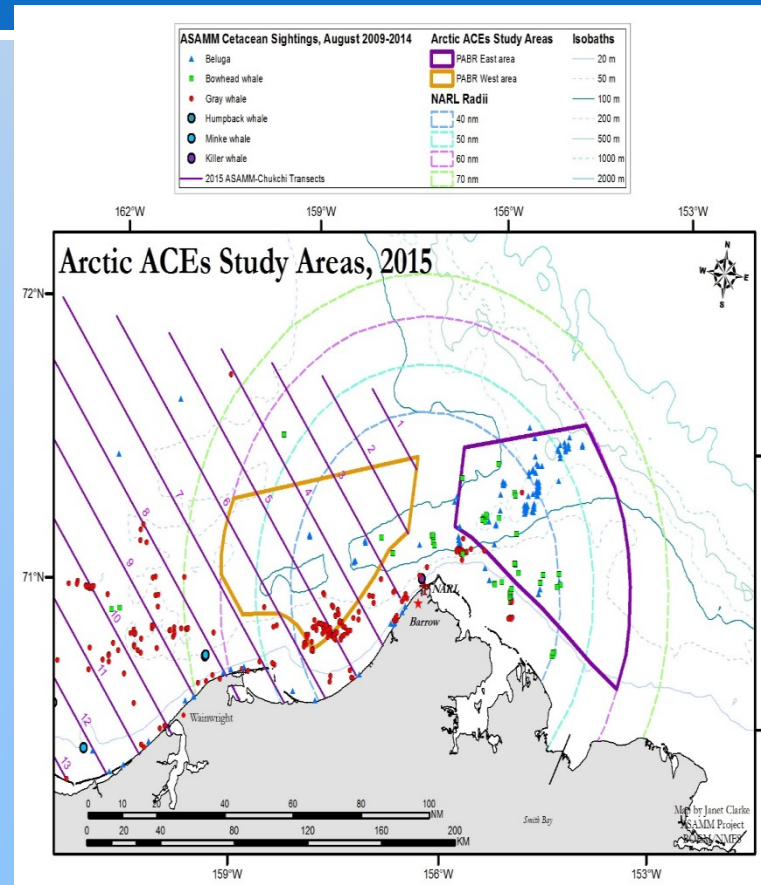 ASAMM Cetacean Sightings, August 2009-2014
Beluga
Bowhead whale
Gray whale
Humpback whale
Minke whale
Killer whale
2015 ASAMM-Chukchi Transects
Arctic ACEs Study Areas
PABR East area
PABR West area
NARL Radii
40 nm
50 nm
60 nm
70 nm
Isobaths
20 m
50 m
100 m
200 m
500 m
1000 m
2000 m
162°W 159°W 156°W 153°W
Arctic ACEs Study Areas, 2015
N
W E
S
72°N
1
2
3
4
5
6
7
8
9
71°N
10
NARL
Barrow
11
12
Wainwright
13
0 10 20 40 60 80 100
NM
0 20 40 80 120 160 200
KM
Smith Bay
Map by Janet Clarke
ASAMM Project
BOEM/NMFS
159°W 156°W 153°W